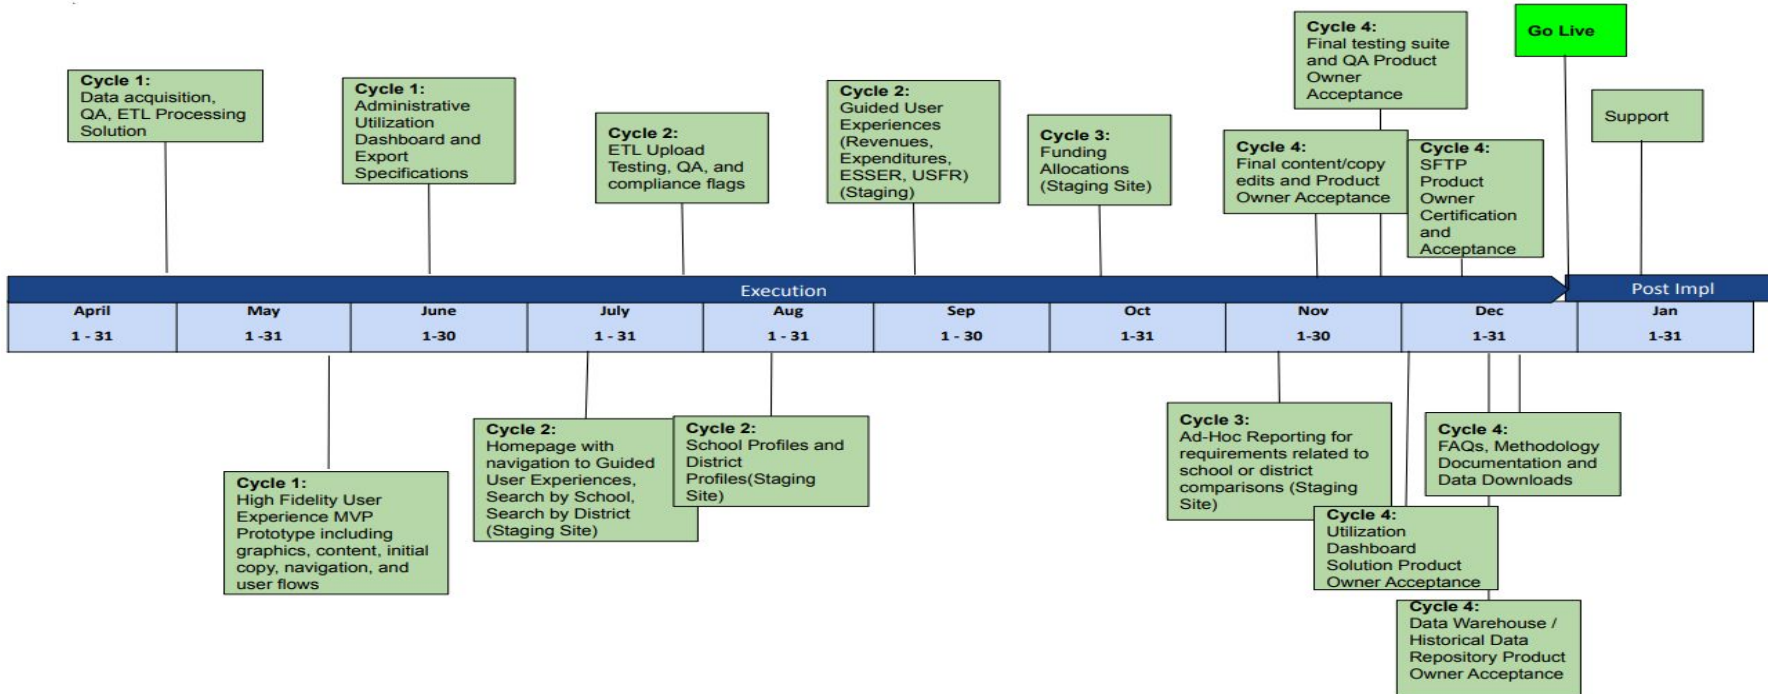 Cycle 1:
Data acquisition,
QA, ETL Processing
Solution
Cycle 1:
Administrative
Utilization
Dashboard and
Export
Specifications
Cycle 2:
ETL Upload
Testing, QA, and
compliance flags
Cycle 2:
Guided User
Experiences
(Revenues,
Expenditures,
ESSER, USFR)
(Staging)
Cycle 3:
Funding
Allocations
(Staging Site)
Cycle 4:
Final testing suite
and QA Product
Owner
Acceptance
Cycle 4:
Final content/copy
edits and Product
Owner Acceptance
Cycle 4:
SFTP
Product
Owner
Certification
and
Acceptance
Go Live
Support
Execution
Post Impl
April
1 - 31
May
1 -31
June
1-30
July
1 - 31
Aug
1 - 31
Sep
1 - 30
Oct
1-31
Nov
1-30
Dec
1-31
Jan
1-31
Cycle 1:
High Fidelity User
Experience MVP
Prototype including
graphics, content, initial
copy, navigation, and
user flows
Cycle 2:
Homepage with
navigation to Guided
User Experiences,
Search by School,
Search by District
(Staging Site)
Cycle 2:
School Profiles and
District
Profiles(Staging
Site)
Cycle 3:
Ad-Hoc Reporting for
requirements related to
school or district
comparisons (Staging
Site)
Cycle 4:
Utilization
Dashboard
Solution Product
Owner Acceptance
Cycle 4:
FAQs, Methodology
Documentation and
Data Downloads
Cycle 4:
Data Warehouse /
Historical Data
Repository Product
Owner Acceptance